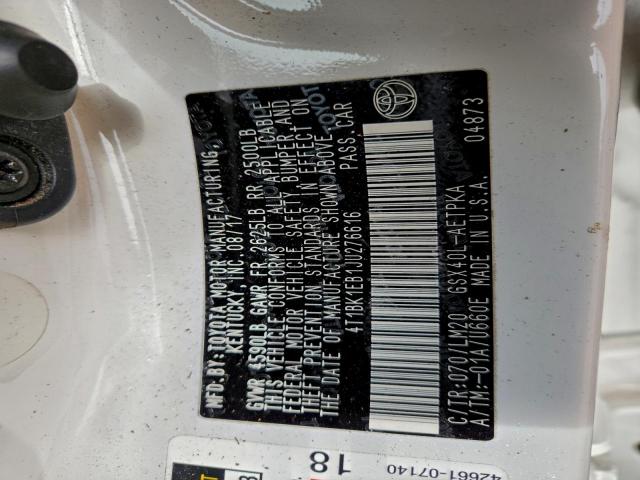 MFD. BY: TOYOTA MOTOR MANUFACTURING
KENTUCKY, INC. 08/17
GVWR 4590LB GAWR FR 2625LB RR 2500LB
THIS VEHICLE CONFORMS TO ALL APPLICABLE
FEDERAL MOTOR VEHICLE SAFETY, BUMPER, AND
THEFT PREVENTION STANDARDS IN EFFECT ON
THE DATE OF MANUFACTURE SHOWN ABOVE.
4T1BK1EB1JU276616 PASS. CAR
C/TR:070/LM20 GSX40L-AETPKA
A/TM:-01A/U660E MADE IN U.S.A. 04873
18 42661-07140